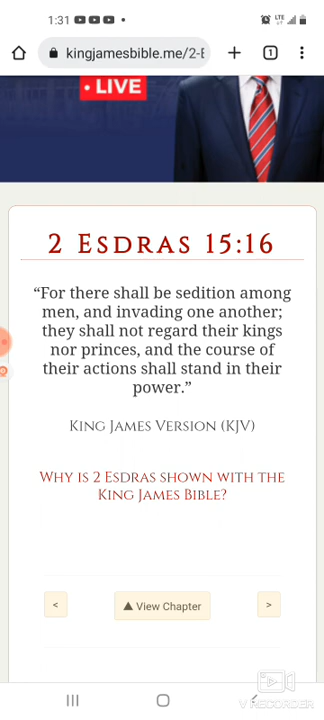 1:31
LTE
kingjamesbible.me/2-E
1
• LIVE
2 Esdras 15:16
“For there shall be sedition among
men, and invading one another;
they shall not regard their kings
nor princes, and the course of
their actions shall stand in their
power.”
King James Version (KJV)
Why is 2 Esdras shown with the
King James Bible?
<
▲ View Chapter
>
V RECORDER